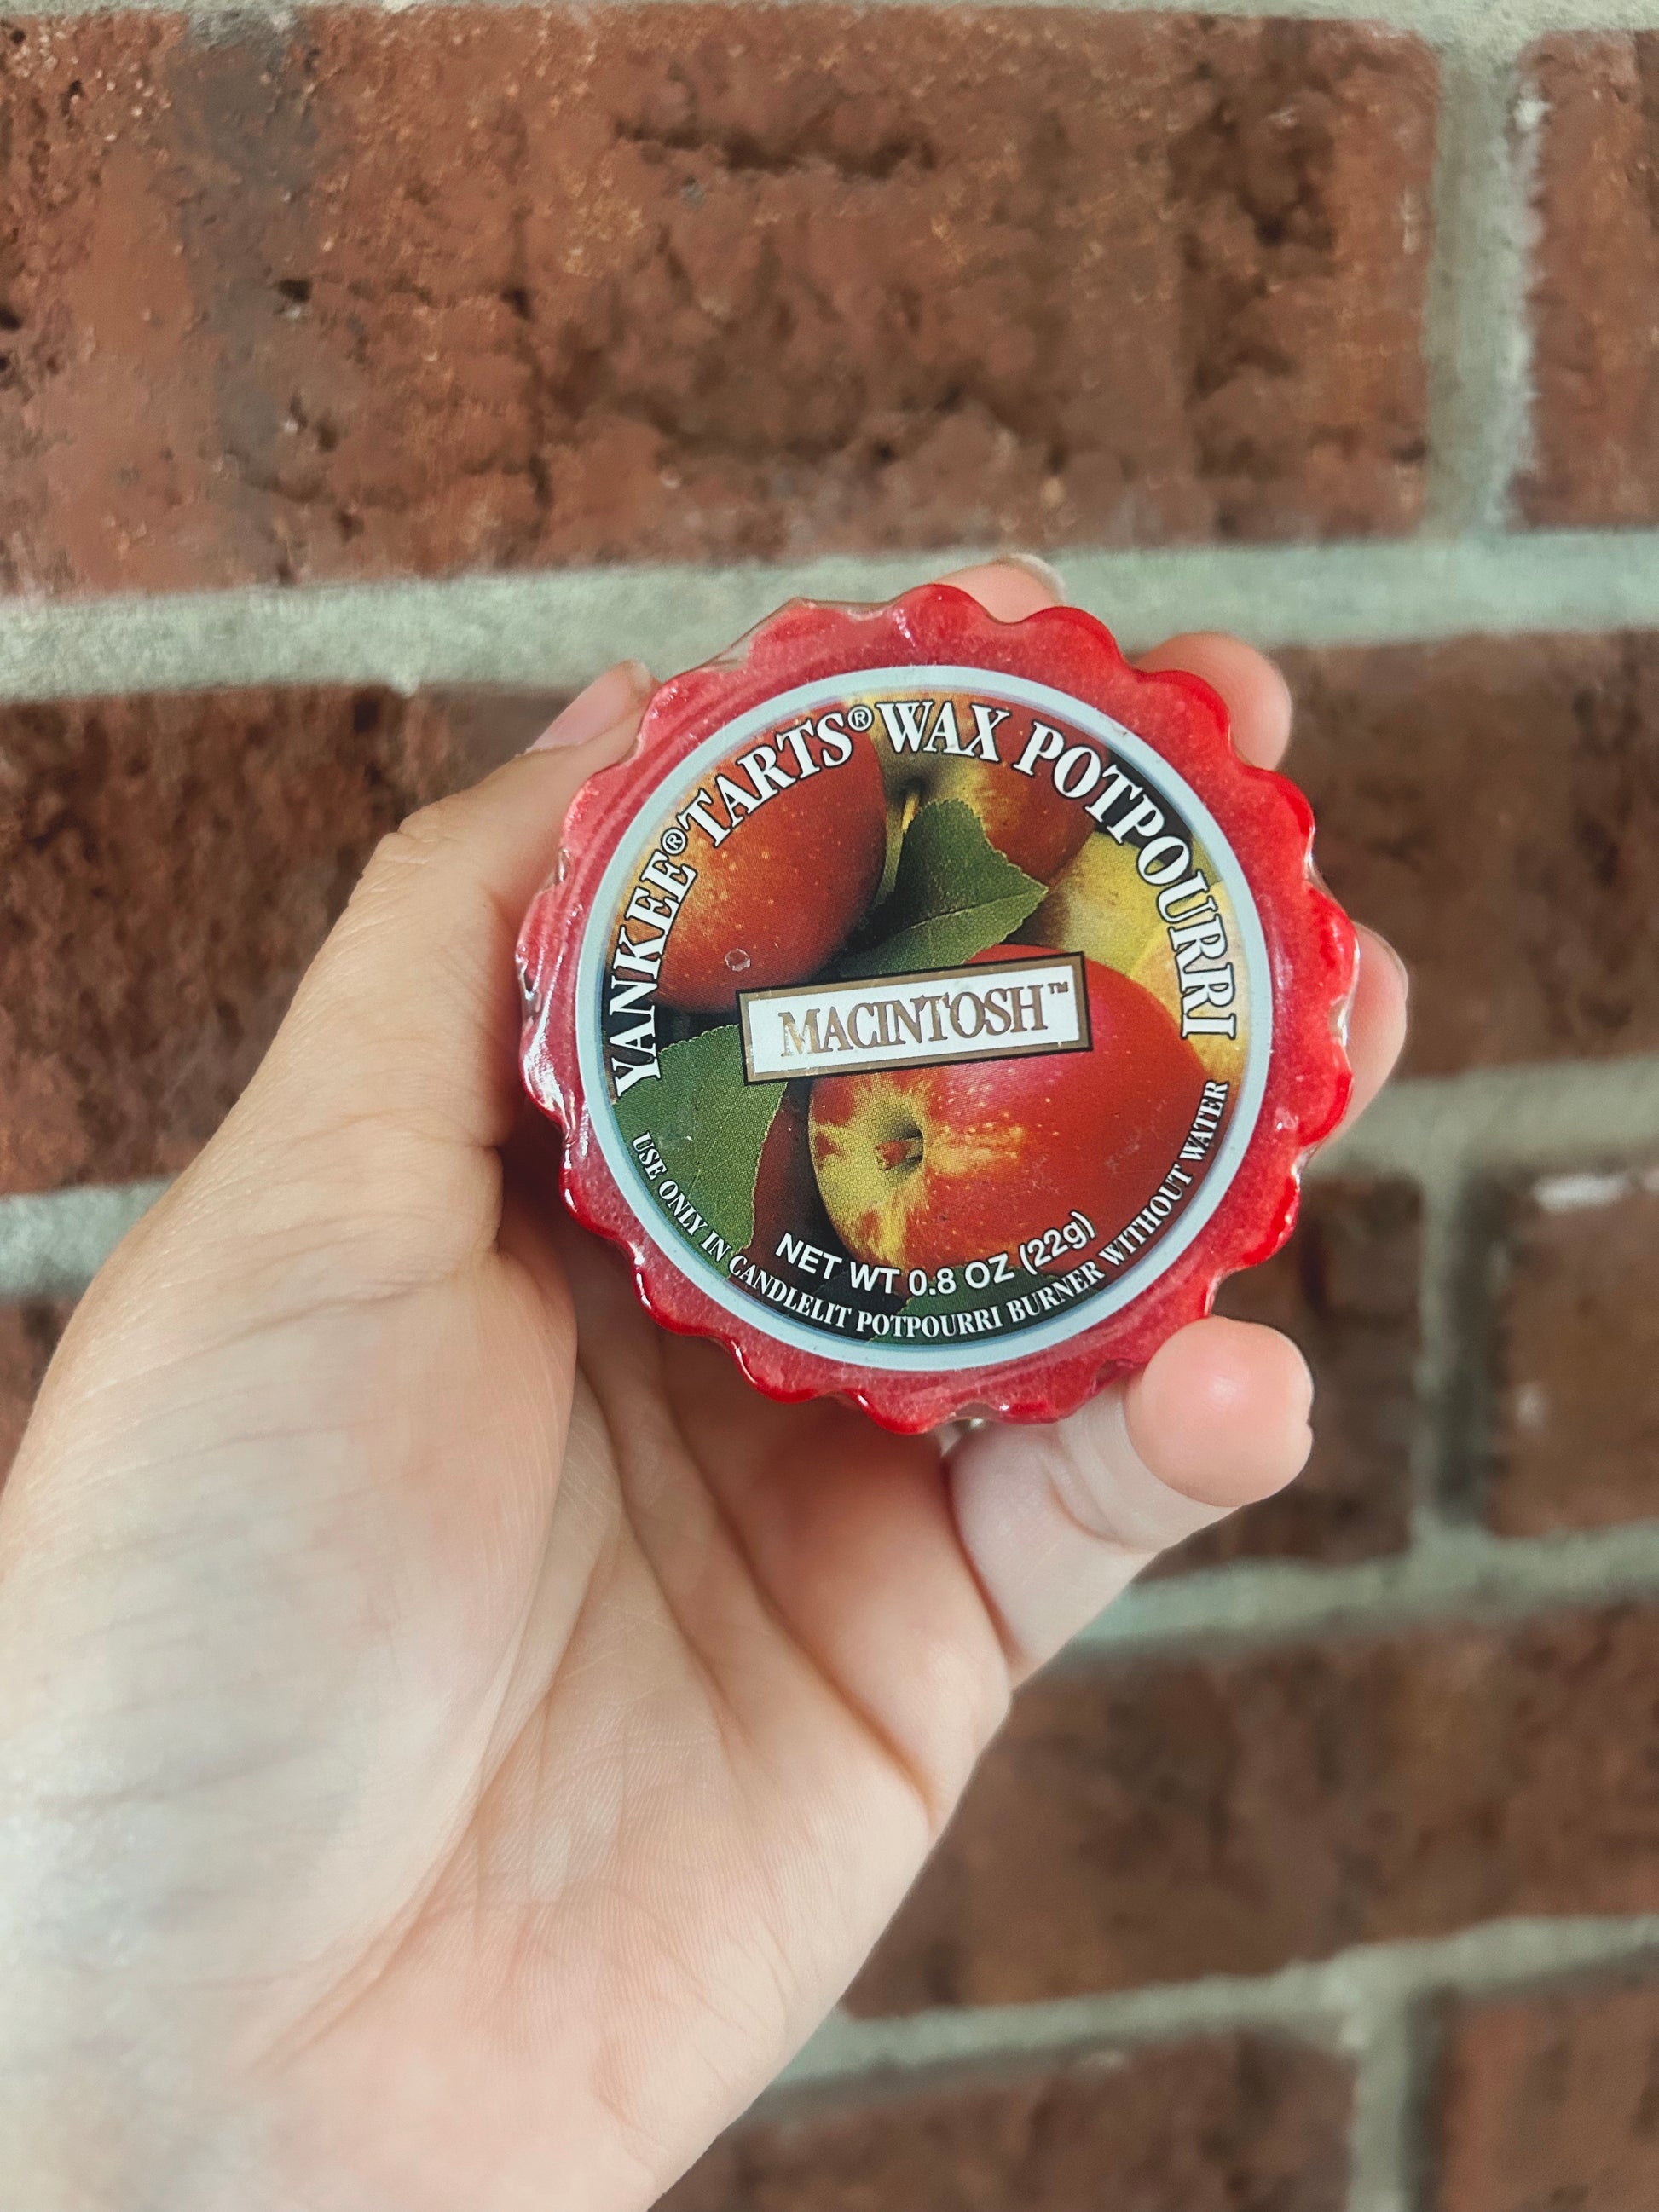 YANKEE® TARTS® WAX POTPOURRI
MACINTOSH™
NET WT 0.8 OZ (22g)
USE ONLY IN CANDLELIT POTPOURRI BURNER WITHOUT WATER